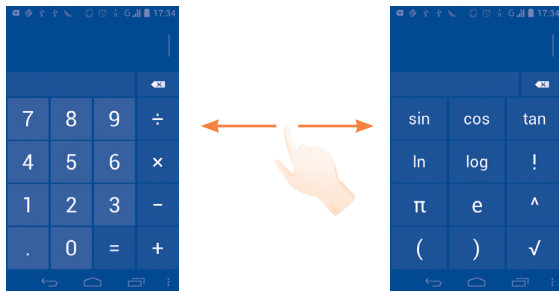 G 17:34
7 8 9 ÷
4 5 6 ×
1 2 3 −
. 0 = +
G 17:34
sin cos tan
ln log !
π e ^
( ) √